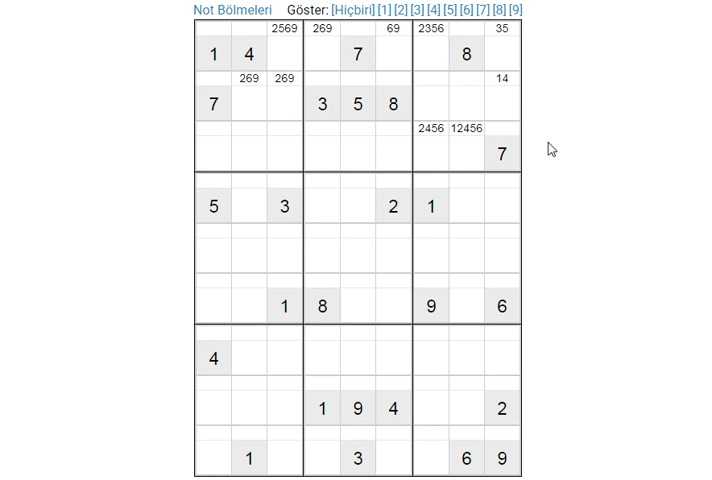 Not Bölmeleri Göster: [Hiçbiri] [1] [2] [3] [4] [5] [6] [7] [8] [9]
2569 269 69 2356 35
1 4 7 8
269 269 14
7 3 5 8
2456 12456
7
5 3 2 1
1 8 9 6
4
1 9 4 2
1 3 6 9